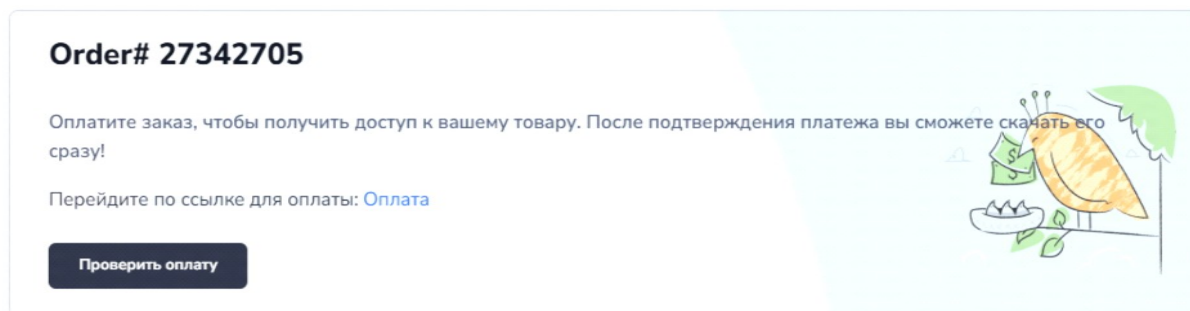 Order# 27342705
Оплатите заказ, чтобы получить доступ к вашему товару. После подтверждения платежа вы сможете скачать его
сразу!
Перейдите по ссылке для оплаты: Оплата
Проверить оплату
$
$